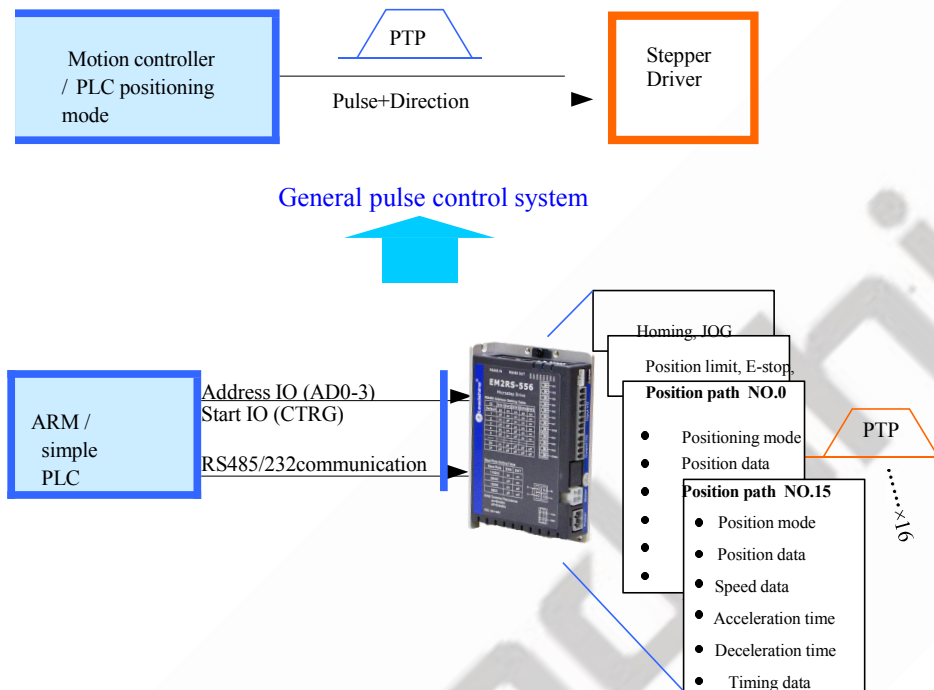 Motion controller
/ PLC positioning
mode
PTP
Pulse+Direction
Stepper
Driver
General pulse control system
ARM /
simple
PLC
Address IO (AD0-3)
Start IO (CTRG)
RS485/232communication
EM2RS-556
Homing, JOG
Position limit, E-stop,
Position path NO.0
Positioning mode
Position data
Position path NO.15
Position mode
Position data
Speed data
Acceleration time
Deceleration time
Timing data
PTP
......×16